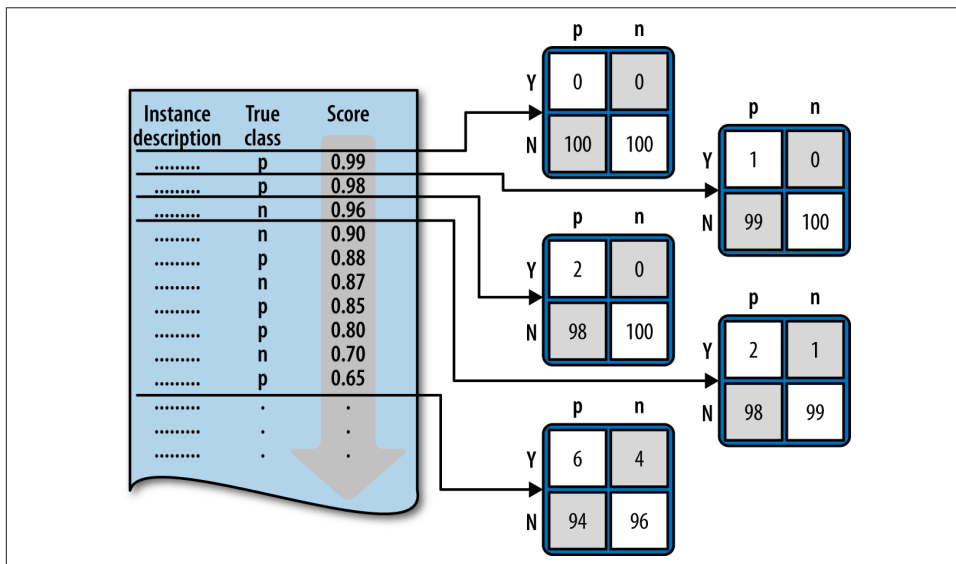 Instance description True class Score
......... p 0.99
......... p 0.98
......... n 0.96
......... n 0.90
......... p 0.88
......... n 0.87
......... p 0.85
......... p 0.80
......... n 0.70
......... p 0.65
......... . .
......... . .
......... . .
p n
Y 0 0
N 100 100
p n
Y 1 0
N 99 100
p n
Y 2 0
N 98 100
p n
Y 2 1
N 98 99
p n
Y 6 4
N 94 96